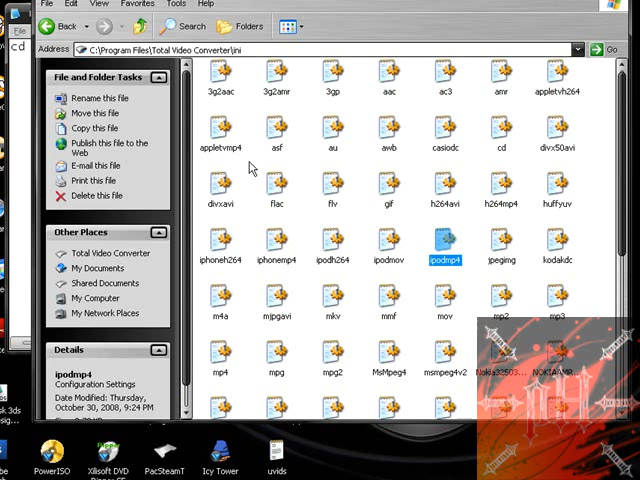 File
cd
File Edit View Favorites Tools Help
Back Search Folders
Address C:\Program Files\Total Video Converter\ini Go
File and Folder Tasks
Rename this file
Move this file
Copy this file
Publish this file to the
Web
E-mail this file
Print this file
Delete this file
Other Places
Total Video Converter
My Documents
Shared Documents
My Computer
My Network Places
Details
ipodmp4
Configuration Settings
Date Modified: Thursday,
October 30, 2008, 9:24 PM
3g2aac 3g2amr 3gp aac ac3 amr appletvh264
appletvmp4 asf au awb casiodc cd divx50avi
divxavi flac flv gif h264avi h264mp4 huffyuv
iphoneh264 iphonemp4 ipodh264 ipodmov ipodmp4 jpegimg kodakdc
m4a mjpgavi mkv mmf mov mp2 mp3
mp4 mpg mpg2 MsMpeg4 msmpeg4v2 Nokia32503...
sk 3ds
PowerISO Xilisoft DVD PacSteamT Icy Tower uvids